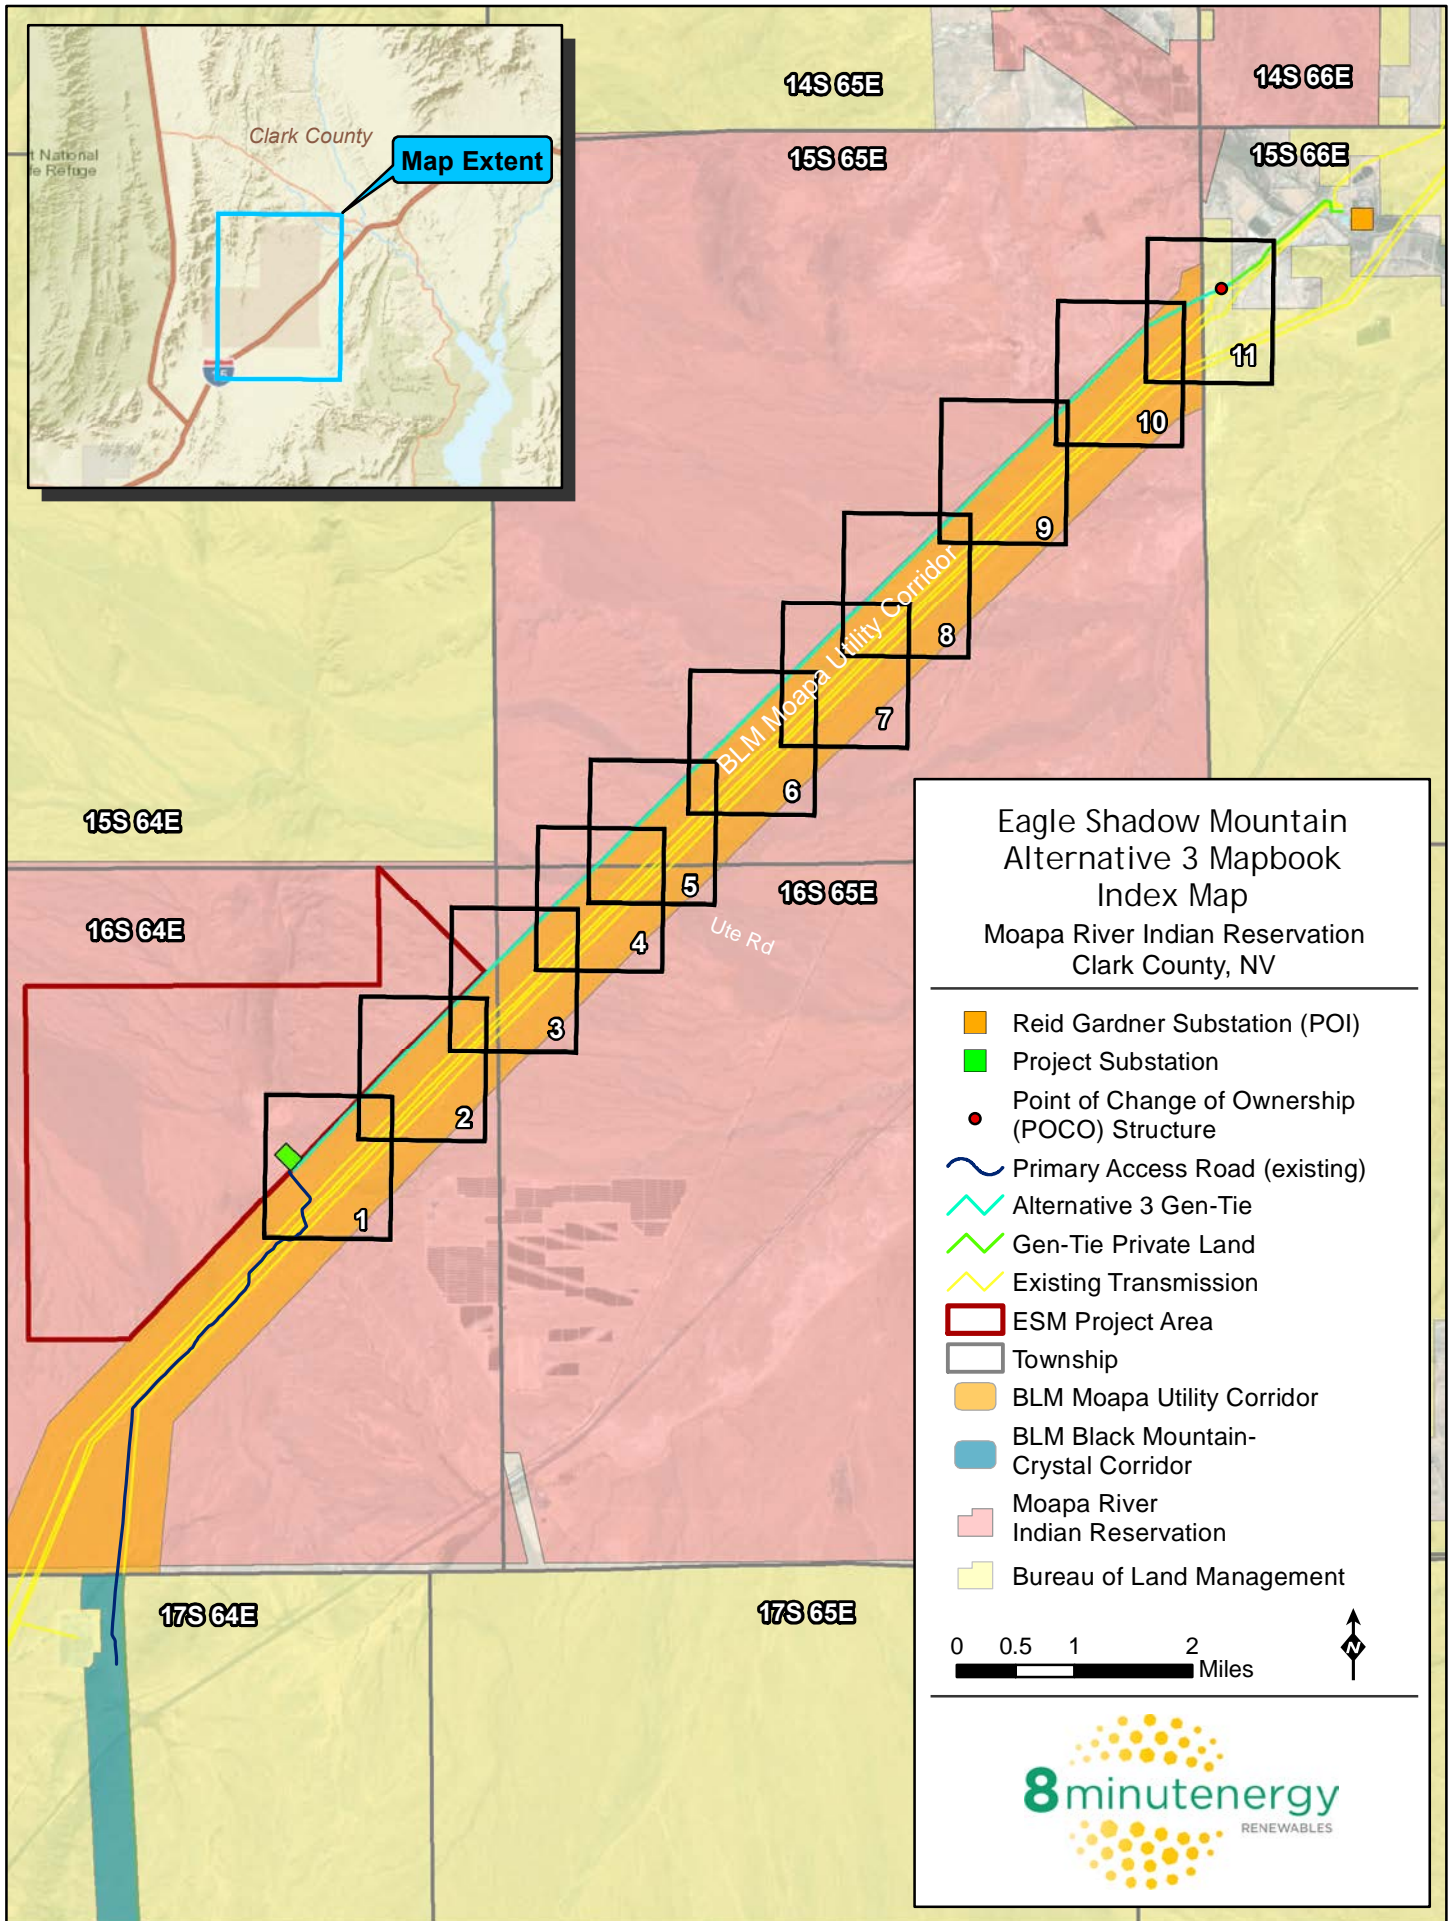 14S 65E
14S 66E
Clark County
t National
e Refuge
Map Extent
15S 65E
15S 66E
11
10
9
8
7
6
5
4
3
2
1
BLM Moapa Utility Corridor
15S 64E
16S 64E
16S 65E
Ute Rd
17S 64E
17S 65E
Eagle Shadow Mountain
Alternative 3 Mapbook
Index Map
Moapa River Indian Reservation
Clark County, NV
Reid Gardner Substation (POI)
Project Substation
Point of Change of Ownership
(POCO) Structure
Primary Access Road (existing)
Alternative 3 Gen-Tie
Gen-Tie Private Land
Existing Transmission
ESM Project Area
Township
BLM Moapa Utility Corridor
BLM Black Mountain-
Crystal Corridor
Moapa River
Indian Reservation
Bureau of Land Management
0 0.5 1 2
Miles
N
8minutenergy
RENEWABLES